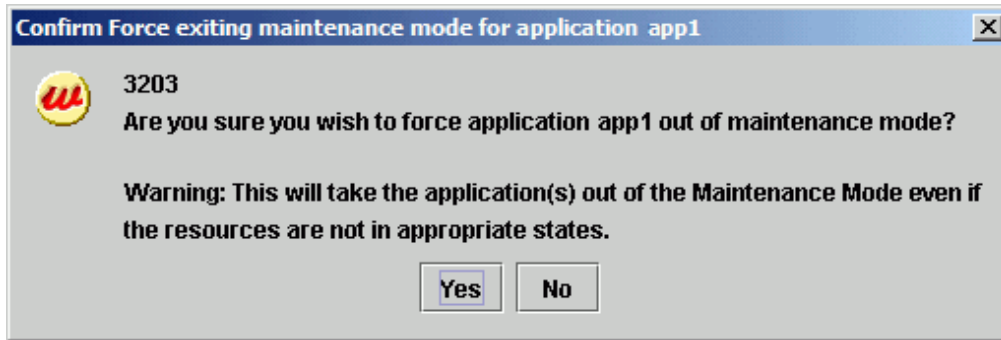 Confirm Force exiting maintenance mode for application app1
3203
Are you sure you wish to force application app1 out of maintenance mode?
Warning: This will take the application(s) out of the Maintenance Mode even if
the resources are not in appropriate states.
Yes No